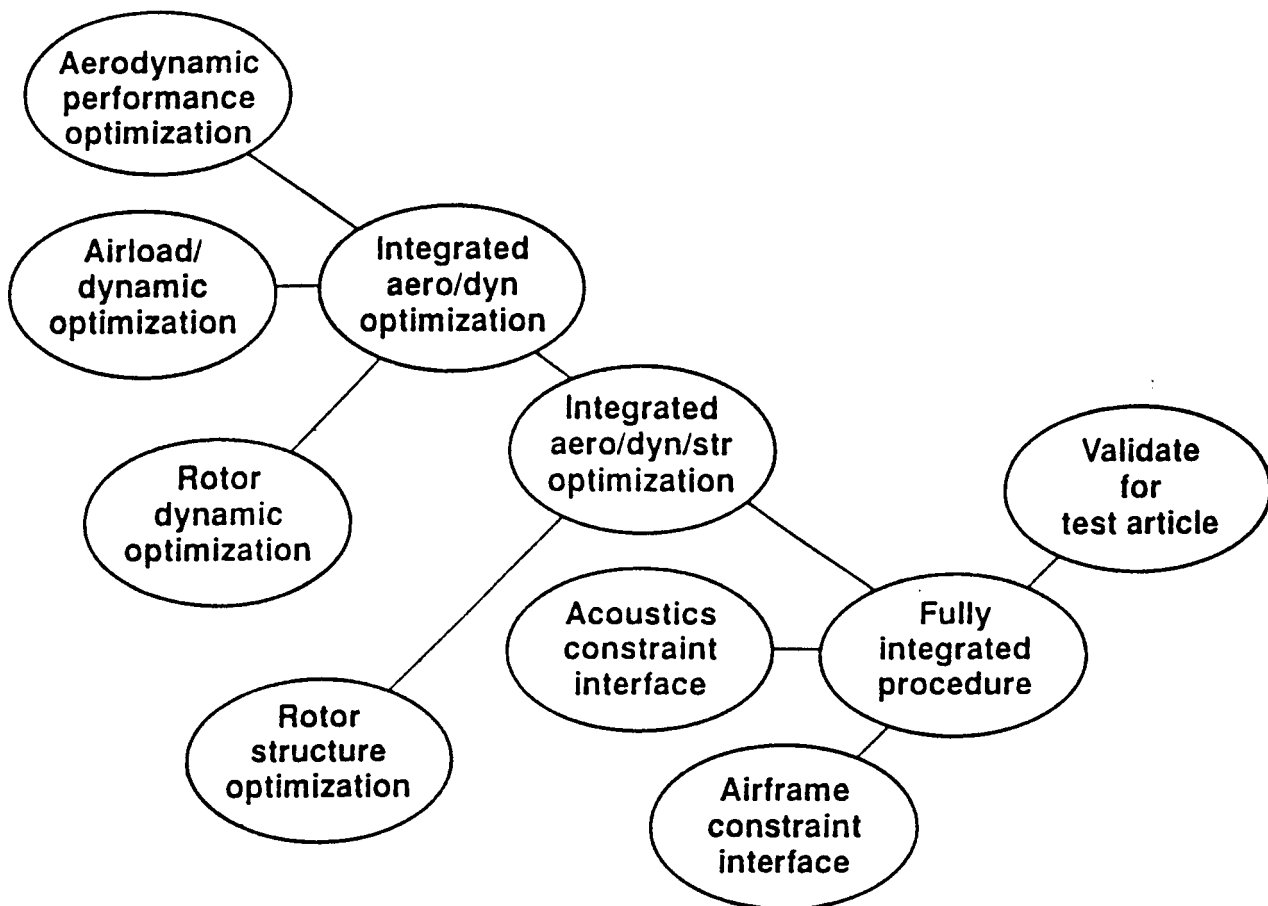 Aerodynamic
performance
optimization
Airload/
dynamic
optimization
Integrated
aero/dyn
optimization
Rotor
dynamic
optimization
Integrated
aero/dyn/str
optimization
Validate
for
test article
Acoustics
constraint
interface
Fully
integrated
procedure
Rotor
structure
optimization
Airframe
constraint
interface